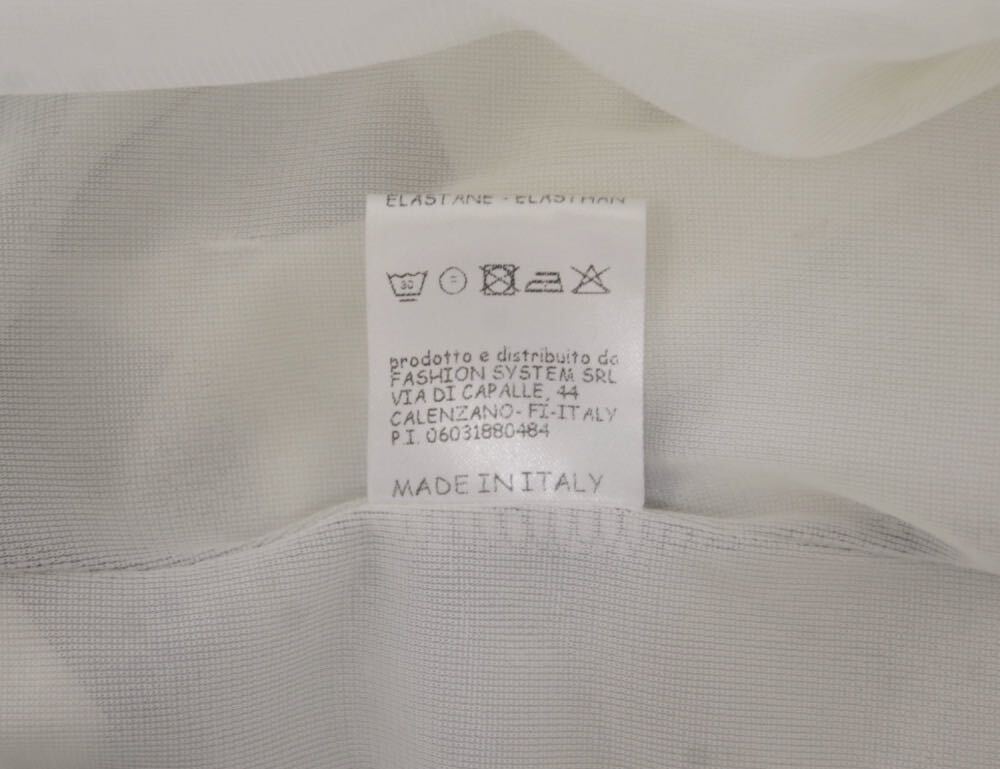 ELASTANE - ELASTHAN
30
prodotto e distribuito da
FASHION SYSTEM SRL
VIA DI CAPALLE, 44
CALENZANO- FI-ITALY
P.I. 06031880484
MADE IN ITALY